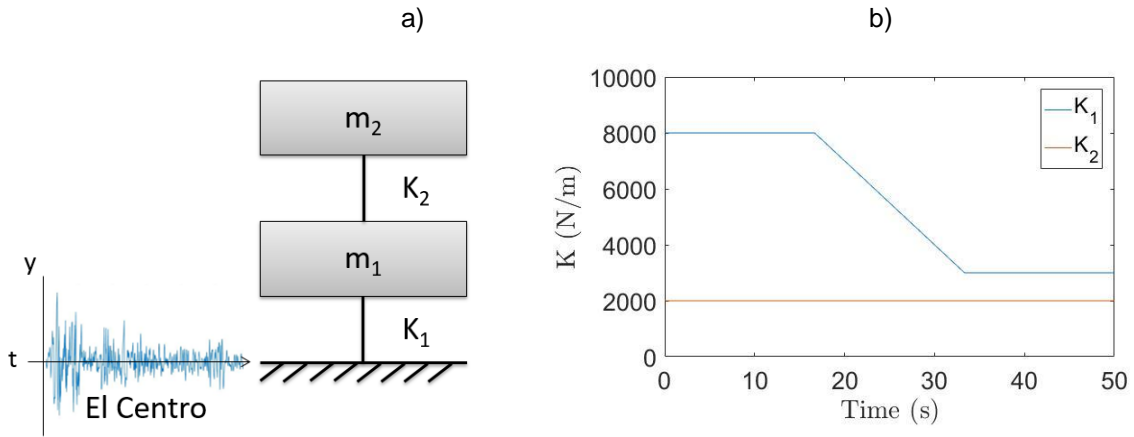 a)
m₂
K₂
m₁
K₁
y
t
El Centro
b)
10000
8000
6000
4000
2000
0
K (N/m)
K₁
K₂
0 10 20 30 40 50
Time (s)